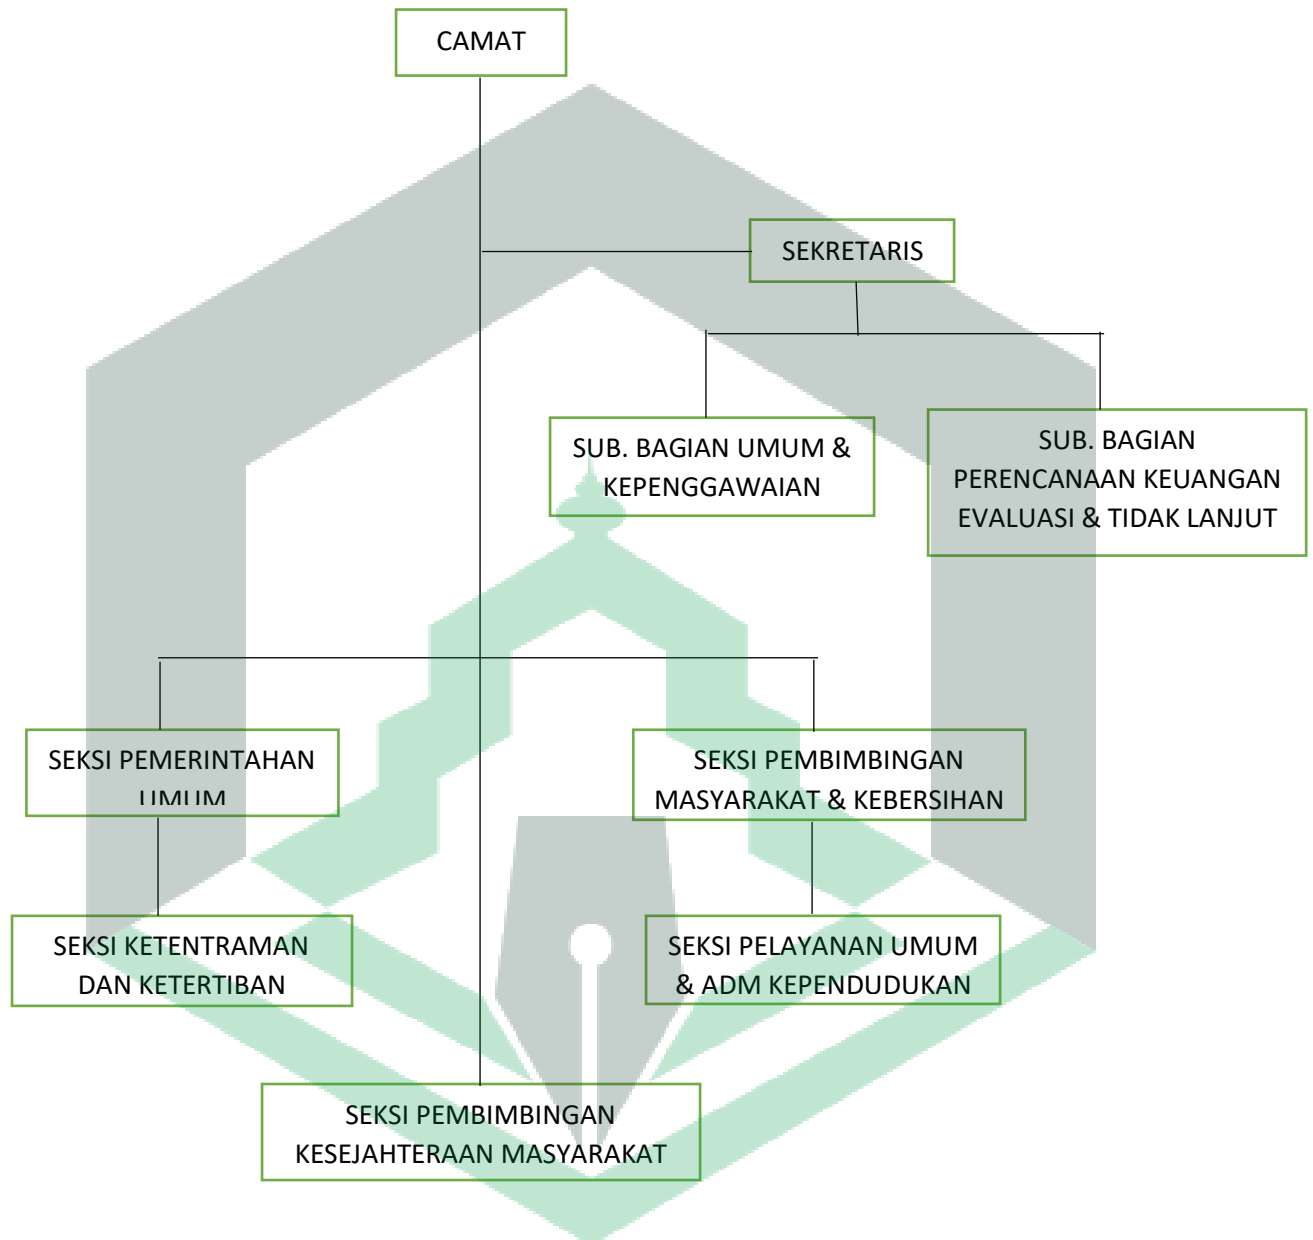 CAMAT
SEKRETARIS
SUB. BAGIAN UMUM &
KEPENGGAWAIAN
SUB. BAGIAN
PERENCANAAN KEUANGAN
EVALUASI & TIDAK LANJUT
SEKSI PEMERINTAHAN
UMUM
SEKSI PEMBIMBINGAN
MASYARAKAT & KEBERSIHAN
SEKSI KETENTRAMAN
DAN KETERTIBAN
SEKSI PELAYANAN UMUM
& ADM KEPENDUDUKAN
SEKSI PEMBIMBINGAN
KESEJAHTERAAN MASYARAKAT